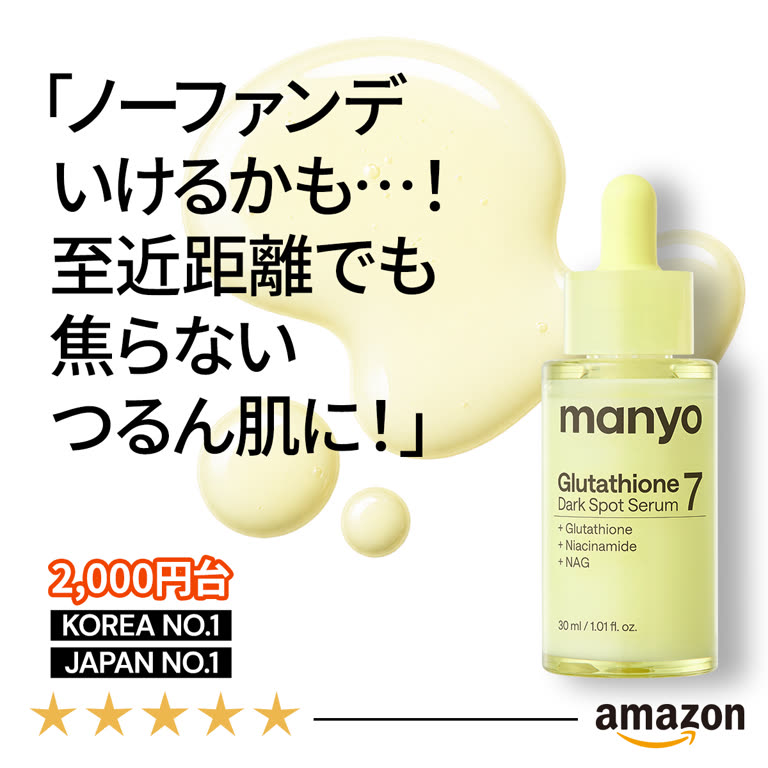 「ノーファンデ
いけるかも…！
至近距離でも
焦らない
つるん肌に！」
manyo
Glutathione 7
Dark Spot Serum
+ Glutathione
+ Niacinamide
+ NAG
30 ml / 1.01 fl. oz.
2,000円台
KOREA NO.1
JAPAN NO.1
amazon